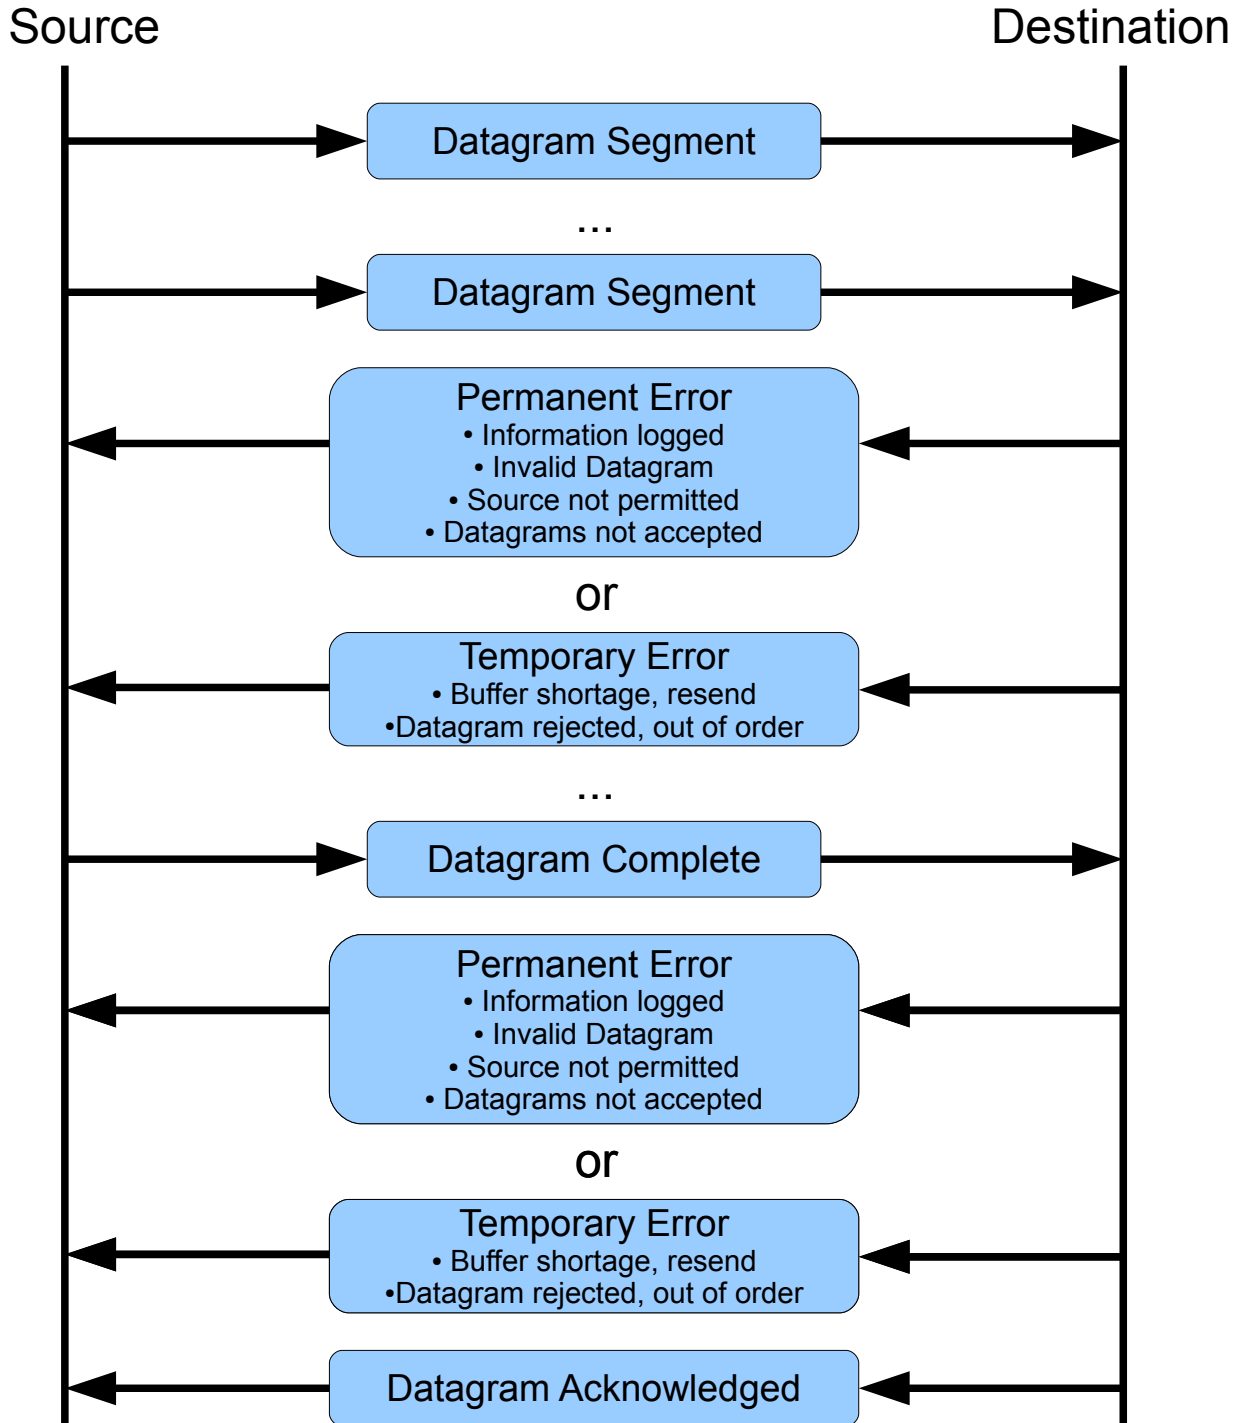 Source Destination
Datagram Segment
...
Datagram Segment
Permanent Error
• Information logged
• Invalid Datagram
• Source not permitted
• Datagrams not accepted
or
Temporary Error
• Buffer shortage, resend
•Datagram rejected, out of order
...
Datagram Complete
Permanent Error
• Information logged
• Invalid Datagram
• Source not permitted
• Datagrams not accepted
or
Temporary Error
• Buffer shortage, resend
•Datagram rejected, out of order
Datagram Acknowledged